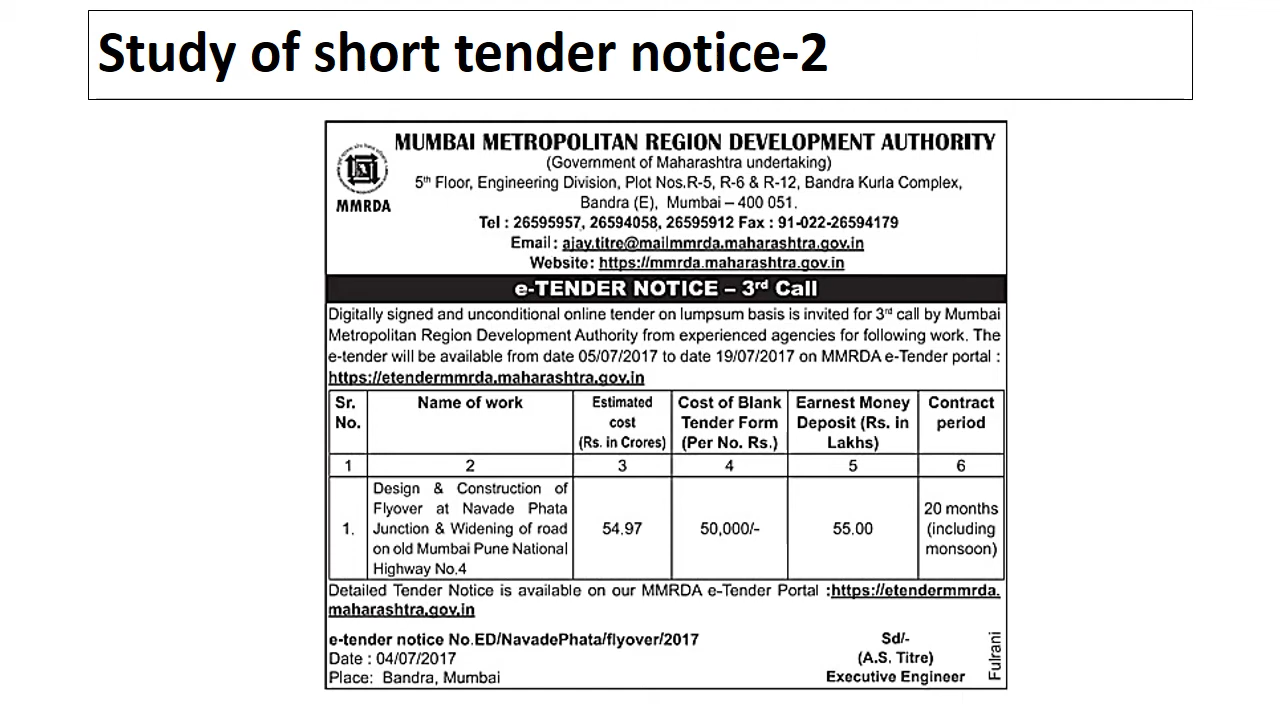 Study of short tender notice-2
MUMBAI METROPOLITAN REGION DEVELOPMENT AUTHORITY
(Government of Maharashtra undertaking)
5th Floor, Engineering Division, Plot Nos.R-5, R-6 & R-12, Bandra Kurla Complex,
Bandra (E), Mumbai – 400 051.
MMRDA
Tel : 26595957, 26594058, 26595912 Fax : 91-022-26594179
Email : ajay.titre@mailmmrda.maharashtra.gov.in
Website: https://mmrda.maharashtra.gov.in
e-TENDER NOTICE – 3rd Call
Digitally signed and unconditional online tender on lumpsum basis is invited for 3rd call by Mumbai
Metropolitan Region Development Authority from experienced agencies for following work. The
e-tender will be available from date 05/07/2017 to date 19/07/2017 on MMRDA e-Tender portal :
https://etendermmrda.maharashtra.gov.in
Sr. No.
Name of work
Estimated cost (Rs. in Crores)
Cost of Blank Tender Form (Per No. Rs.)
Earnest Money Deposit (Rs. in Lakhs)
Contract period
1 2 3 4 5 6
1.
Design & Construction of
Flyover at Navade Phata
Junction & Widening of road
on old Mumbai Pune National
Highway No.4
54.97
50,000/-
55.00
20 months
(including
monsoon)
Detailed Tender Notice is available on our MMRDA e-Tender Portal :https://etendermmrda.
maharashtra.gov.in
e-tender notice No.ED/NavadePhata/flyover/2017
Date : 04/07/2017
Place: Bandra, Mumbai
Sd/-
(A.S. Titre)
Executive Engineer
Fulrani